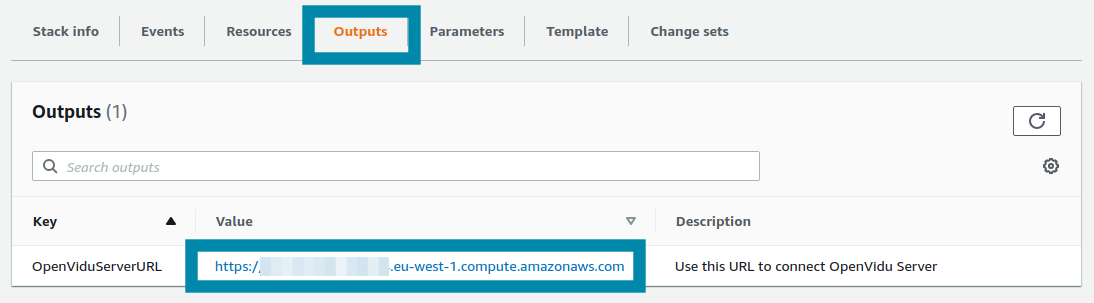 Stack info Events Resources Outputs Parameters Template Change sets
Outputs (1)
Search outputs
Key Value Description
OpenViduServerURL https:// .eu-west-1.compute.amazonaws.com Use this URL to connect OpenVidu Server